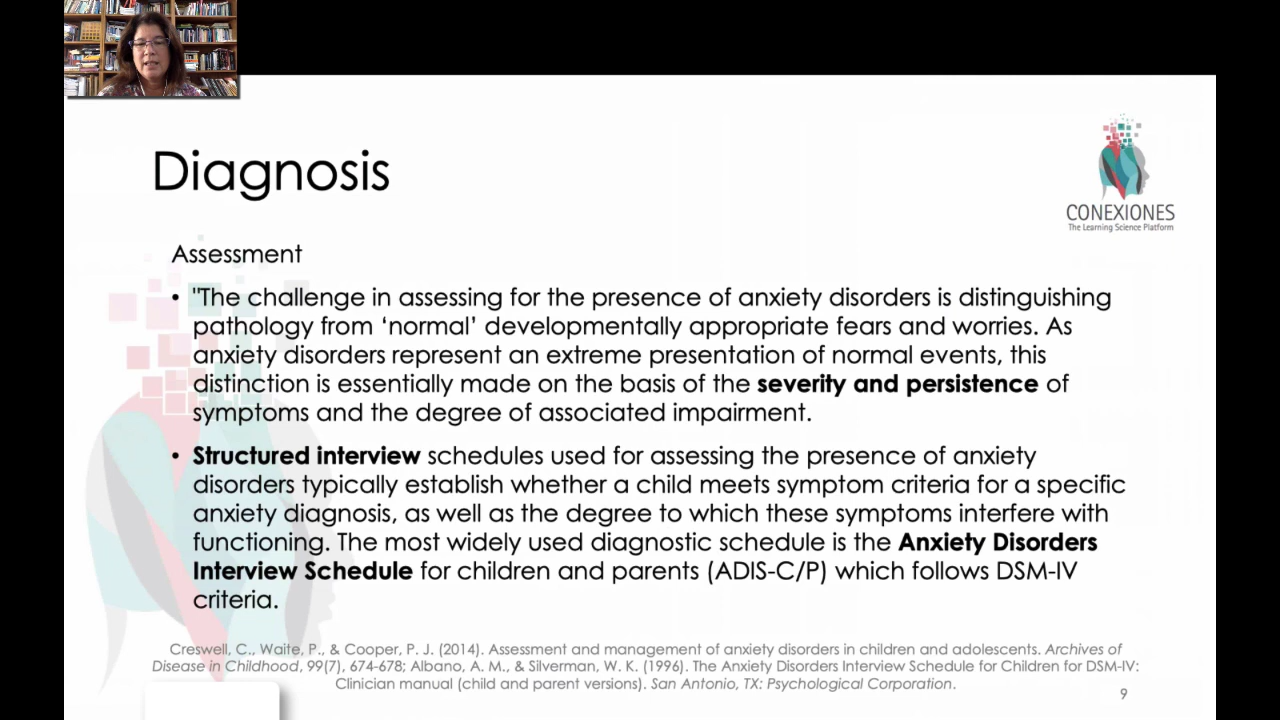 Diagnosis
CONEXIONES
The Learning Science Platform
Assessment
• "The challenge in assessing for the presence of anxiety disorders is distinguishing
pathology from ‘normal’ developmentally appropriate fears and worries. As
anxiety disorders represent an extreme presentation of normal events, this
distinction is essentially made on the basis of the severity and persistence of
symptoms and the degree of associated impairment.
• Structured interview schedules used for assessing the presence of anxiety
disorders typically establish whether a child meets symptom criteria for a specific
anxiety diagnosis, as well as the degree to which these symptoms interfere with
functioning. The most widely used diagnostic schedule is the Anxiety Disorders
Interview Schedule for children and parents (ADIS-C/P) which follows DSM-IV
criteria.
Creswell, C., Waite, P., & Cooper, P. J. (2014). Assessment and management of anxiety disorders in children and adolescents. Archives of
Disease in Childhood, 99(7), 674-678; Albano, A. M., & Silverman, W. K. (1996). The Anxiety Disorders Interview Schedule for Children for DSM-IV:
Clinician manual (child and parent versions). San Antonio, TX: Psychological Corporation.
9